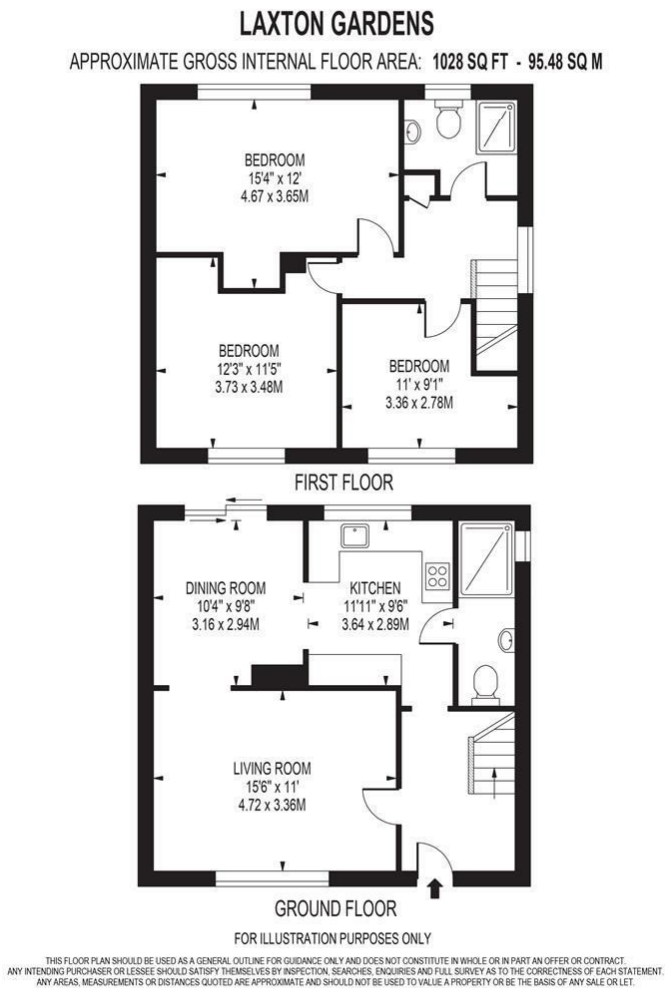 LAXTON GARDENS
APPROXIMATE GROSS INTERNAL FLOOR AREA: 1028 SQ FT - 95.48 SQ M
BEDROOM
15'4" x 12'
4.67 x 3.65M
BEDROOM
12'3" x 11'5"
3.73 x 3.48M
BEDROOM
11' x 9'1"
3.36 x 2.78M
FIRST FLOOR
DINING ROOM
10'4" x 9'8"
3.16 x 2.94M
KITCHEN
11'11" x 9'6"
3.64 x 2.89M
LIVING ROOM
15'6" x 11'
4.72 x 3.36M
GROUND FLOOR
FOR ILLUSTRATION PURPOSES ONLY
THIS FLOOR PLAN SHOULD BE USED AS A GENERAL OUTLINE FOR GUIDANCE ONLY AND DOES NOT CONSTITUTE IN WHOLE OR IN PART AN OFFER OR CONTRACT.
ANY INTENDING PURCHASER OR LESSEE SHOULD SATISFY THEMSELVES BY INSPECTION, SEARCHES, ENQUIRIES AND FULL SURVEY AS TO THE CORRECTNESS OF EACH STATEMENT.
ANY AREAS, MEASUREMENTS OR DISTANCES QUOTED ARE APPROXIMATE AND SHOULD NOT BE USED TO VALUE A PROPERTY OR BE THE BASIS OF ANY SALE OR LET.